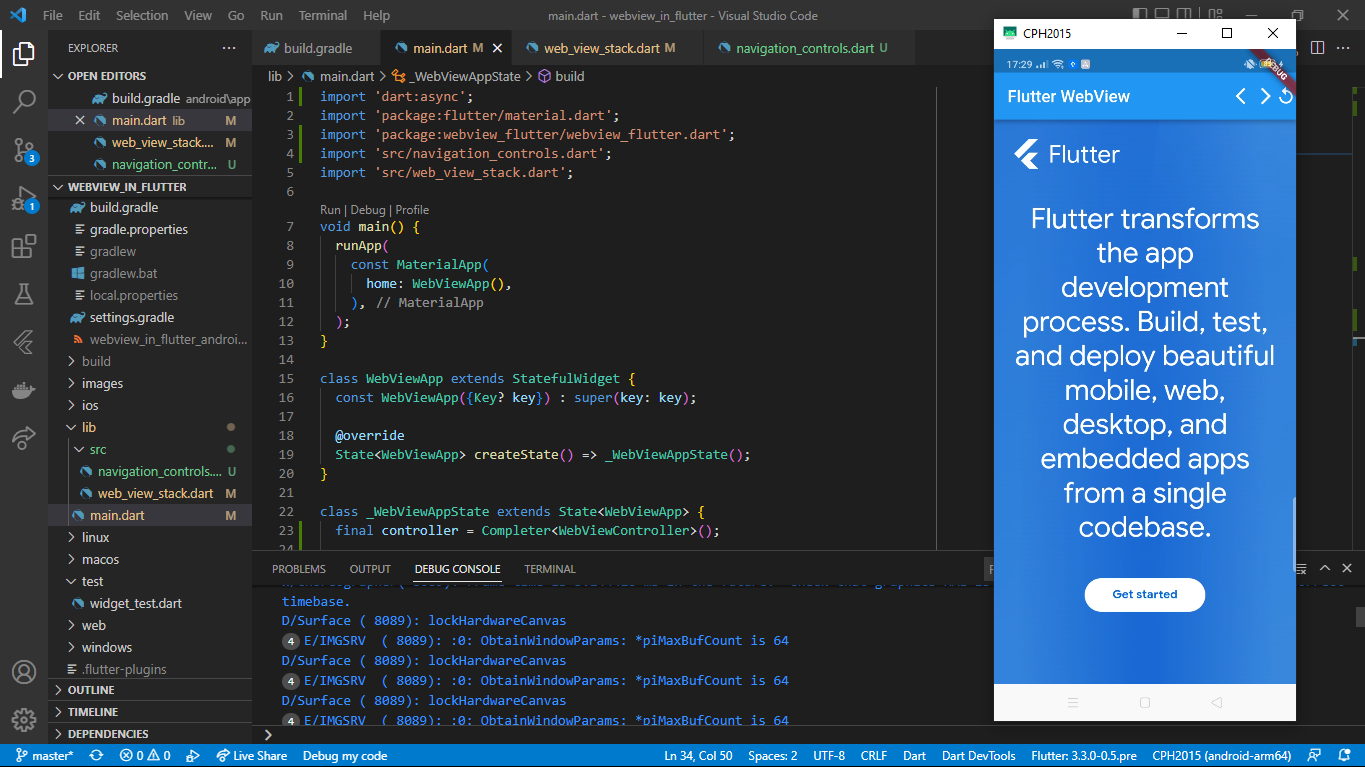 File Edit Selection View Go Run Terminal Help
main.dart - webview_in_flutter - Visual Studio Code
EXPLORER
OPEN EDITORS
build.gradle android\app
main.dart lib M
web_view_stack.... M
navigation_contr... U
WEBVIEW_IN_FLUTTER
build.gradle
gradle.properties
gradlew
gradlew.bat
local.properties
settings.gradle
webview_in_flutter_androi...
build
images
ios
lib
src
navigation_controls.... U
web_view_stack.dart M
main.dart M
linux
macos
test
widget_test.dart
web
windows
.flutter-plugins
OUTLINE
TIMELINE
DEPENDENCIES
3
1
build.gradle
main.dart M
web_view_stack.dart M
navigation_controls.dart U
lib > main.dart > _WebViewAppState > build
1 import 'dart:async';
2 import 'package:flutter/material.dart';
3 import 'package:webview_flutter/webview_flutter.dart';
4 import 'src/navigation_controls.dart';
5 import 'src/web_view_stack.dart';
6
Run | Debug | Profile
7 void main() {
8 runApp(
9 const MaterialApp(
10 home: WebViewApp(),
11 ), // MaterialApp
12 );
13 }
14
15 class WebViewApp extends StatefulWidget {
16 const WebViewApp({Key? key}) : super(key: key);
17
18 @override
19 State<WebViewApp> createState() => _WebViewAppState();
20 }
21
22 class _WebViewAppState extends State<WebViewApp> {
23 final controller = Completer<WebViewController>();
24
PROBLEMS OUTPUT DEBUG CONSOLE TERMINAL
timebase.
D/Surface ( 8089): lockHardwareCanvas
4 E/IMGSRV ( 8089): :0: ObtainWindowParams: *piMaxBufCount is 64
D/Surface ( 8089): lockHardwareCanvas
4 E/IMGSRV ( 8089): :0: ObtainWindowParams: *piMaxBufCount is 64
D/Surface ( 8089): lockHardwareCanvas
4 E/IMGSRV ( 8089): :0: ObtainWindowParams: *piMaxBufCount is 64
CPH2015
17:29
DEBUG
Flutter WebView
Flutter
Flutter transforms
the app
development
process. Build, test,
and deploy beautiful
mobile, web,
desktop, and
embedded apps
from a single
codebase.
Get started
master* 0 0 Live Share Debug my code Ln 34, Col 50 Spaces: 2 UTF-8 CRLF Dart Dart DevTools Flutter: 3.3.0-0.5.pre CPH2015 (android-arm64)